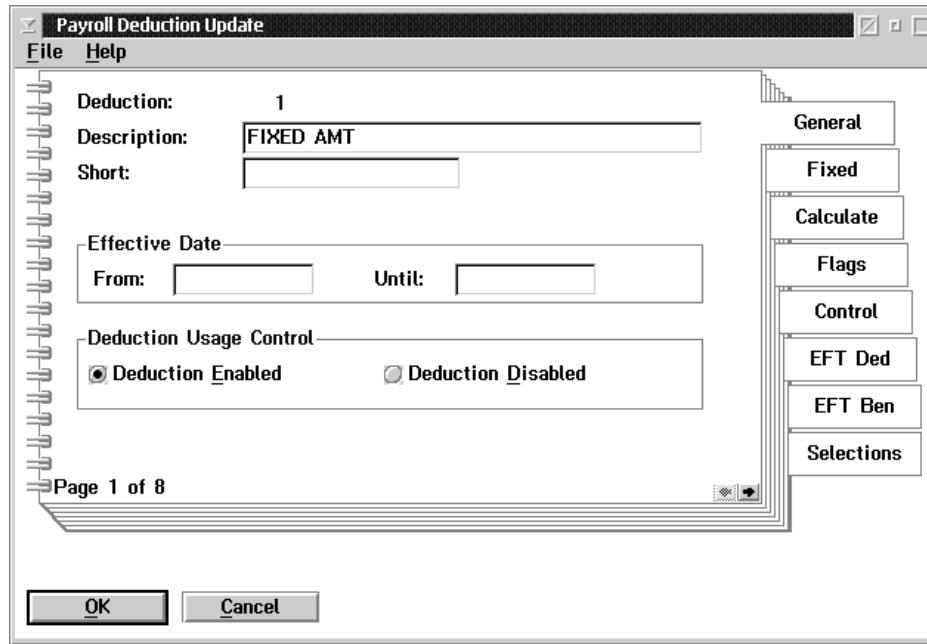 Payroll Deduction Update
File Help
Deduction: 1
Description: FIXED AMT
Short:
Effective Date
From: Until:
Deduction Usage Control
Deduction Enabled Deduction Disabled
Page 1 of 8
General
Fixed
Calculate
Flags
Control
EFT Ded
EFT Ben
Selections
OK Cancel